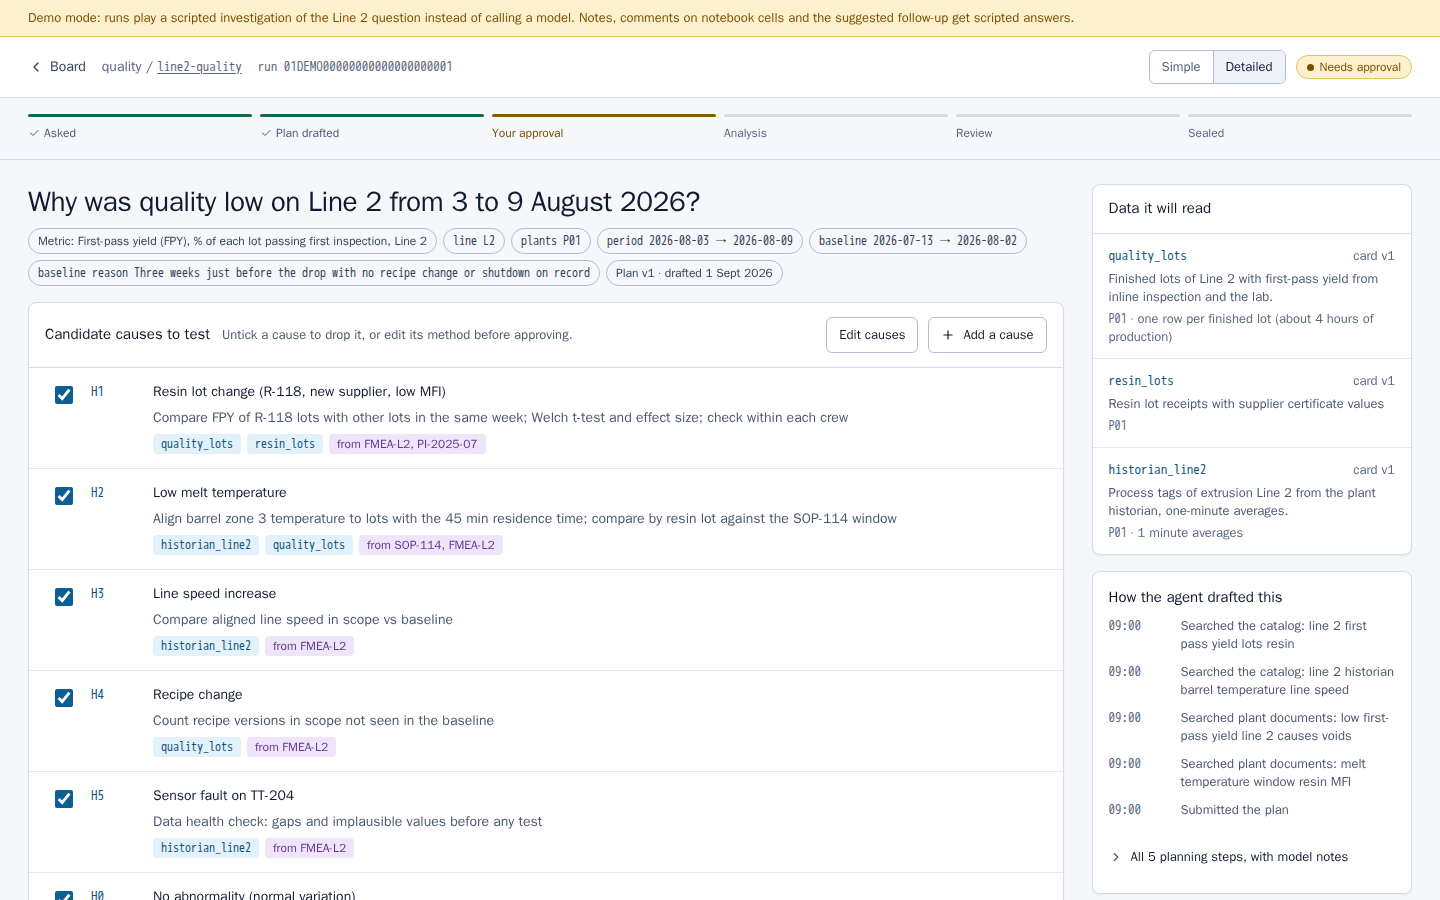 Demo mode: runs play a scripted investigation of the Line 2 question instead of calling a model. Notes, comments on notebook cells and the suggested follow-up get scripted answers.
Board quality / line2-quality run 01DEMO00000000000000000001
Simple Detailed Needs approval
Asked
Plan drafted
Your approval
Analysis
Review
Sealed
Why was quality low on Line 2 from 3 to 9 August 2026?
Metric: First-pass yield (FPY), % of each lot passing first inspection, Line 2
line L2
plants P01
period 2026-08-03 → 2026-08-09
baseline 2026-07-13 → 2026-08-02
baseline reason Three weeks just before the drop with no recipe change or shutdown on record
Plan v1 · drafted 1 Sept 2026
Candidate causes to test Untick a cause to drop it, or edit its method before approving.
Edit causes
Add a cause
H1 Resin lot change (R-118, new supplier, low MFI)
Compare FPY of R-118 lots with other lots in the same week; Welch t-test and effect size; check within each crew
quality_lots resin_lots from FMEA-L2, PI-2025-07
H2 Low melt temperature
Align barrel zone 3 temperature to lots with the 45 min residence time; compare by resin lot against the SOP-114 window
historian_line2 quality_lots from SOP-114, FMEA-L2
H3 Line speed increase
Compare aligned line speed in scope vs baseline
historian_line2 from FMEA-L2
H4 Recipe change
Count recipe versions in scope not seen in the baseline
quality_lots from FMEA-L2
H5 Sensor fault on TT-204
Data health check: gaps and implausible values before any test
historian_line2 from FMEA-L2
H0 No abnormality (normal variation)
Data it will read
quality_lots card v1
Finished lots of Line 2 with first-pass yield from
inline inspection and the lab.
P01 · one row per finished lot (about 4 hours of
production)
resin_lots card v1
Resin lot receipts with supplier certificate values
P01
historian_line2 card v1
Process tags of extrusion Line 2 from the plant
historian, one-minute averages.
P01 · 1 minute averages
How the agent drafted this
09:00 Searched the catalog: line 2 first
pass yield lots resin
09:00 Searched the catalog: line 2 historian
barrel temperature line speed
09:00 Searched plant documents: low first-
pass yield line 2 causes voids
09:00 Searched plant documents: melt
temperature window resin MFI
09:00 Submitted the plan
All 5 planning steps, with model notes